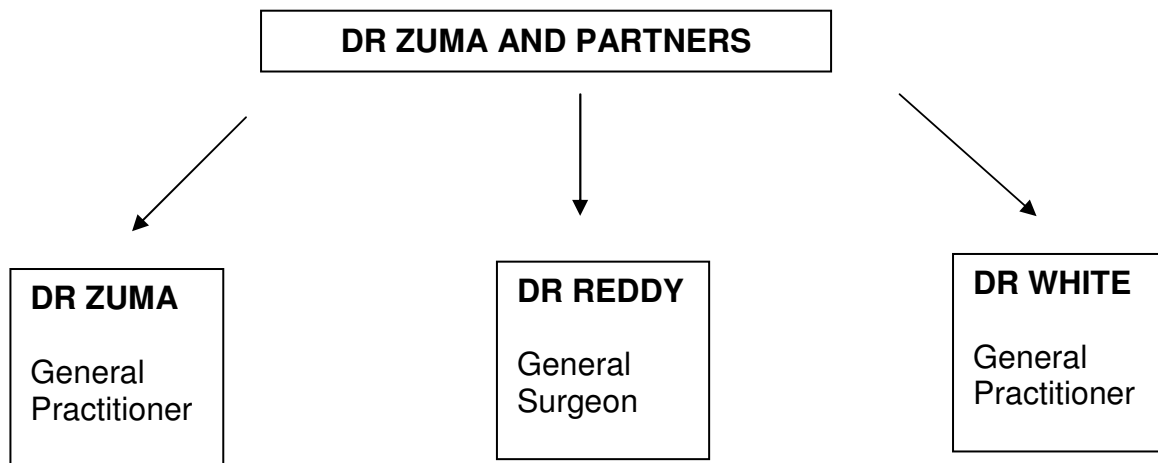 DR ZUMA AND PARTNERS
DR ZUMA
General
Practitioner
DR REDDY
General
Surgeon
DR WHITE
General
Practitioner